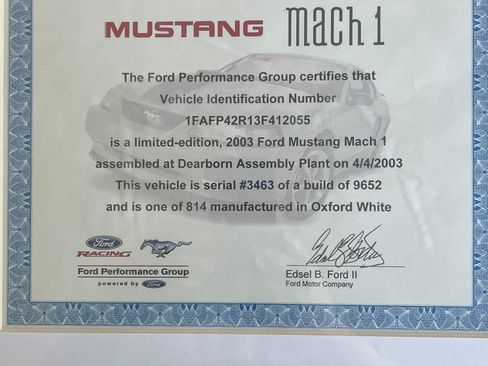 MUSTANG mach 1
The Ford Performance Group certifies that
Vehicle Identification Number
1FAFP42R13F412055
is a limited-edition, 2003 Ford Mustang Mach 1
assembled at Dearborn Assembly Plant on 4/4/2003
This vehicle is serial #3463 of a build of 9652
and is one of 814 manufactured in Oxford White
Ford
RACING
Ford Performance Group
powered by Ford
Edsel B. Ford II
Edsel B. Ford II
Ford Motor Company